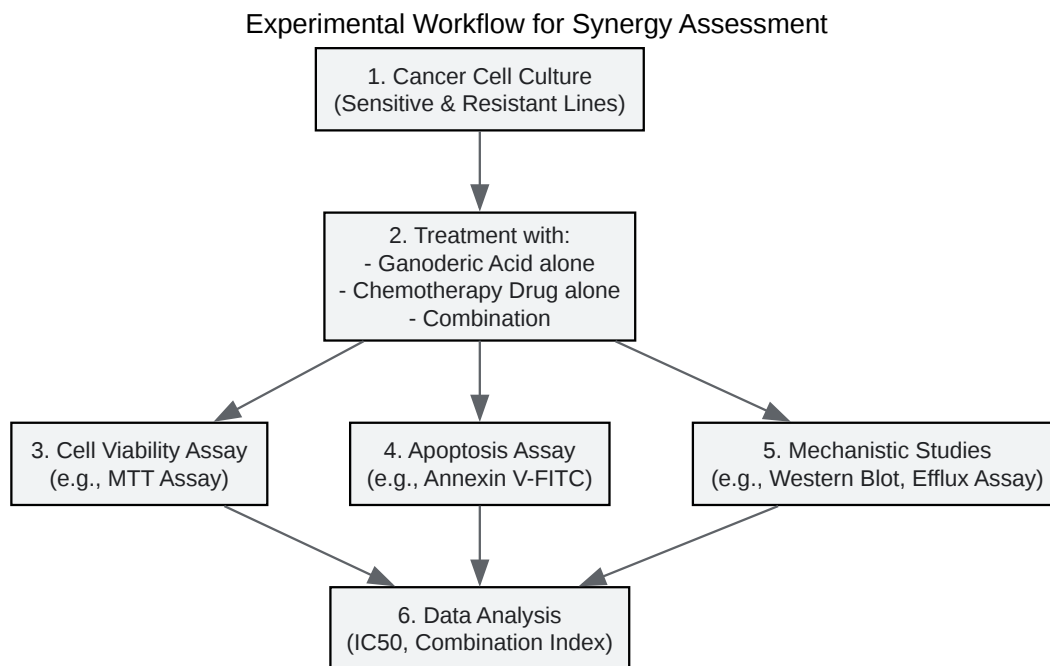 Experimental Workflow for Synergy Assessment
1. Cancer Cell Culture
(Sensitive & Resistant Lines)
2. Treatment with:
- Ganoderic Acid alone
- Chemotherapy Drug alone
- Combination
3. Cell Viability Assay
(e.g., MTT Assay)
4. Apoptosis Assay
(e.g., Annexin V-FITC)
5. Mechanistic Studies
(e.g., Western Blot, Efflux Assay)
6. Data Analysis
(IC50, Combination Index)